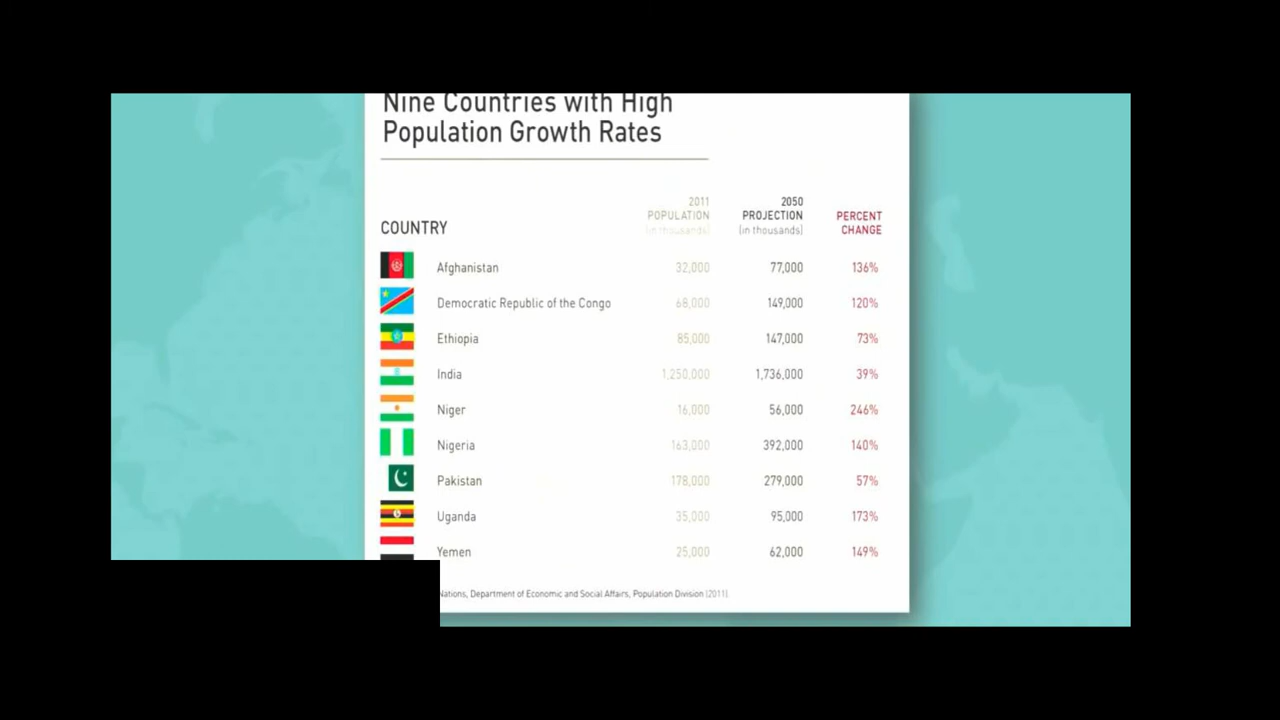 Nine Countries with High
Population Growth Rates
COUNTRY 2011 POPULATION (in thousands) 2050 PROJECTION (in thousands) PERCENT CHANGE
Afghanistan 32,000 77,000 136%
Democratic Republic of the Congo 68,000 149,000 120%
Ethiopia 85,000 147,000 73%
India 1,250,000 1,736,000 39%
Niger 16,000 56,000 246%
Nigeria 163,000 392,000 140%
Pakistan 178,000 279,000 57%
Uganda 35,000 95,000 173%
Yemen 25,000 62,000 149%
Nations, Department of Economic and Social Affairs, Population Division (2011).